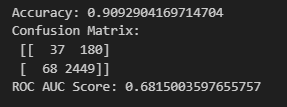 Accuracy: 0.9092904169714704
Confusion Matrix:
[[  37  180]
[  68 2449]]
ROC AUC Score: 0.6815003597655757